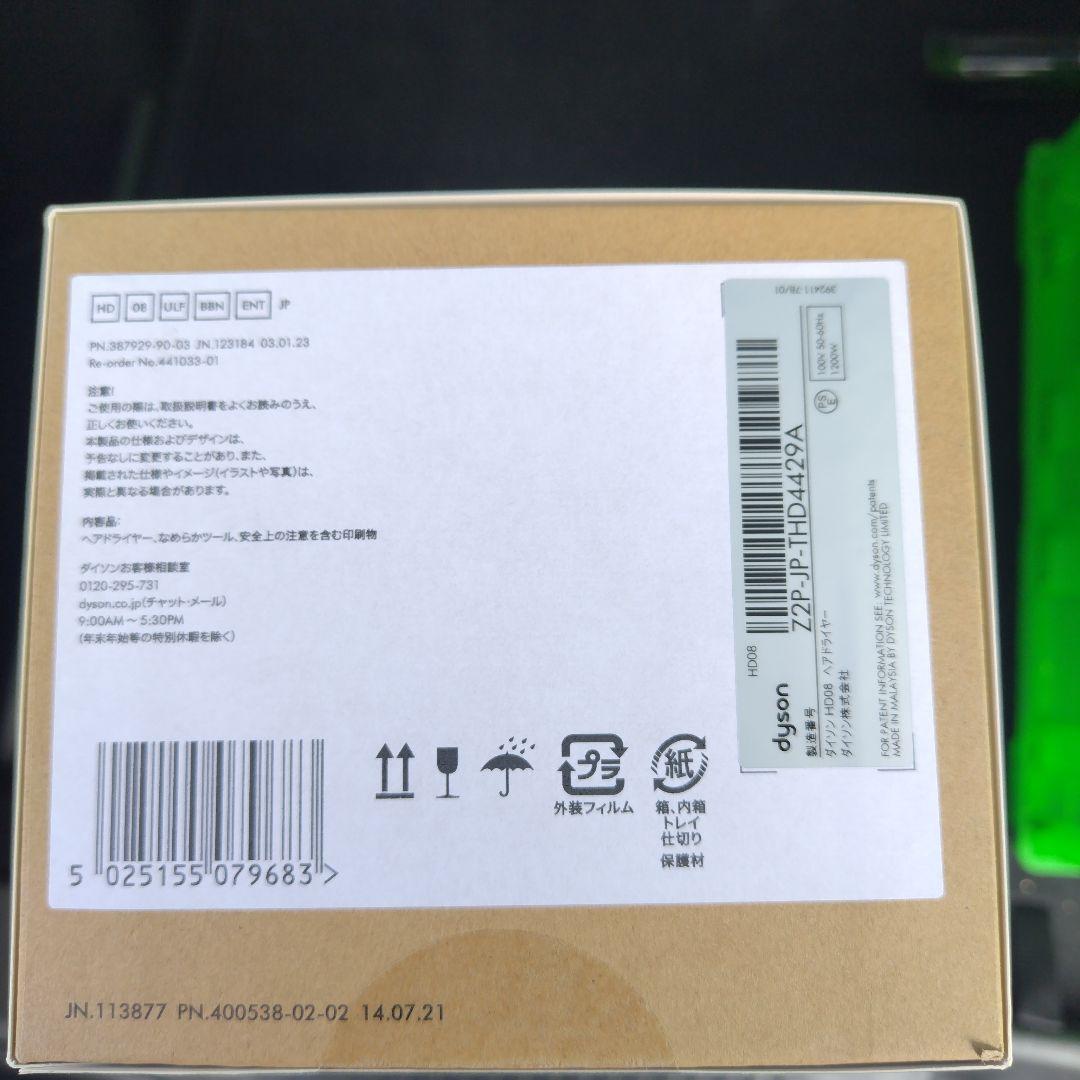 HD 08 ULF BBN ENT JP
PN.387929-90-03 JN.123184 03.01.23
Re-order No.441033-01
注意!
ご使用の際は、取扱説明書をよくお読みのうえ、
正しくお使いください。
本製品の仕様およびデザインは、
予告なしに変更することがあり、また、
掲載された仕様やイメージ(イラストや写真)は、
実際と異なる場合があります。
内容品:
ヘアドライヤー、なめらかツール、安全上の注意を含む印刷物
ダイソンお客様相談室
0120-295-731
dyson.co.jp(チャット・メール)
9:00AM～5:30PM
(年末年始等の特別休暇を除く)
5 025155 079683 >
プラ
外装フィルム
紙
箱、内箱
トレイ
仕切り
保護材
392411-7B/01
HD08
dyson
製造番号
Z2P-JP-THD4429A
ダイソン HD08 ヘアドライヤー
ダイソン株式会社
PS
E
100V 50-60Hz
1200W
FOR PATENT INFORMATION SEE : www.dyson.com/patents
MADE IN MALAYSIA BY DYSON TECHNOLOGY LIMITED
JN.113877 PN.400538-02-02 14.07.21